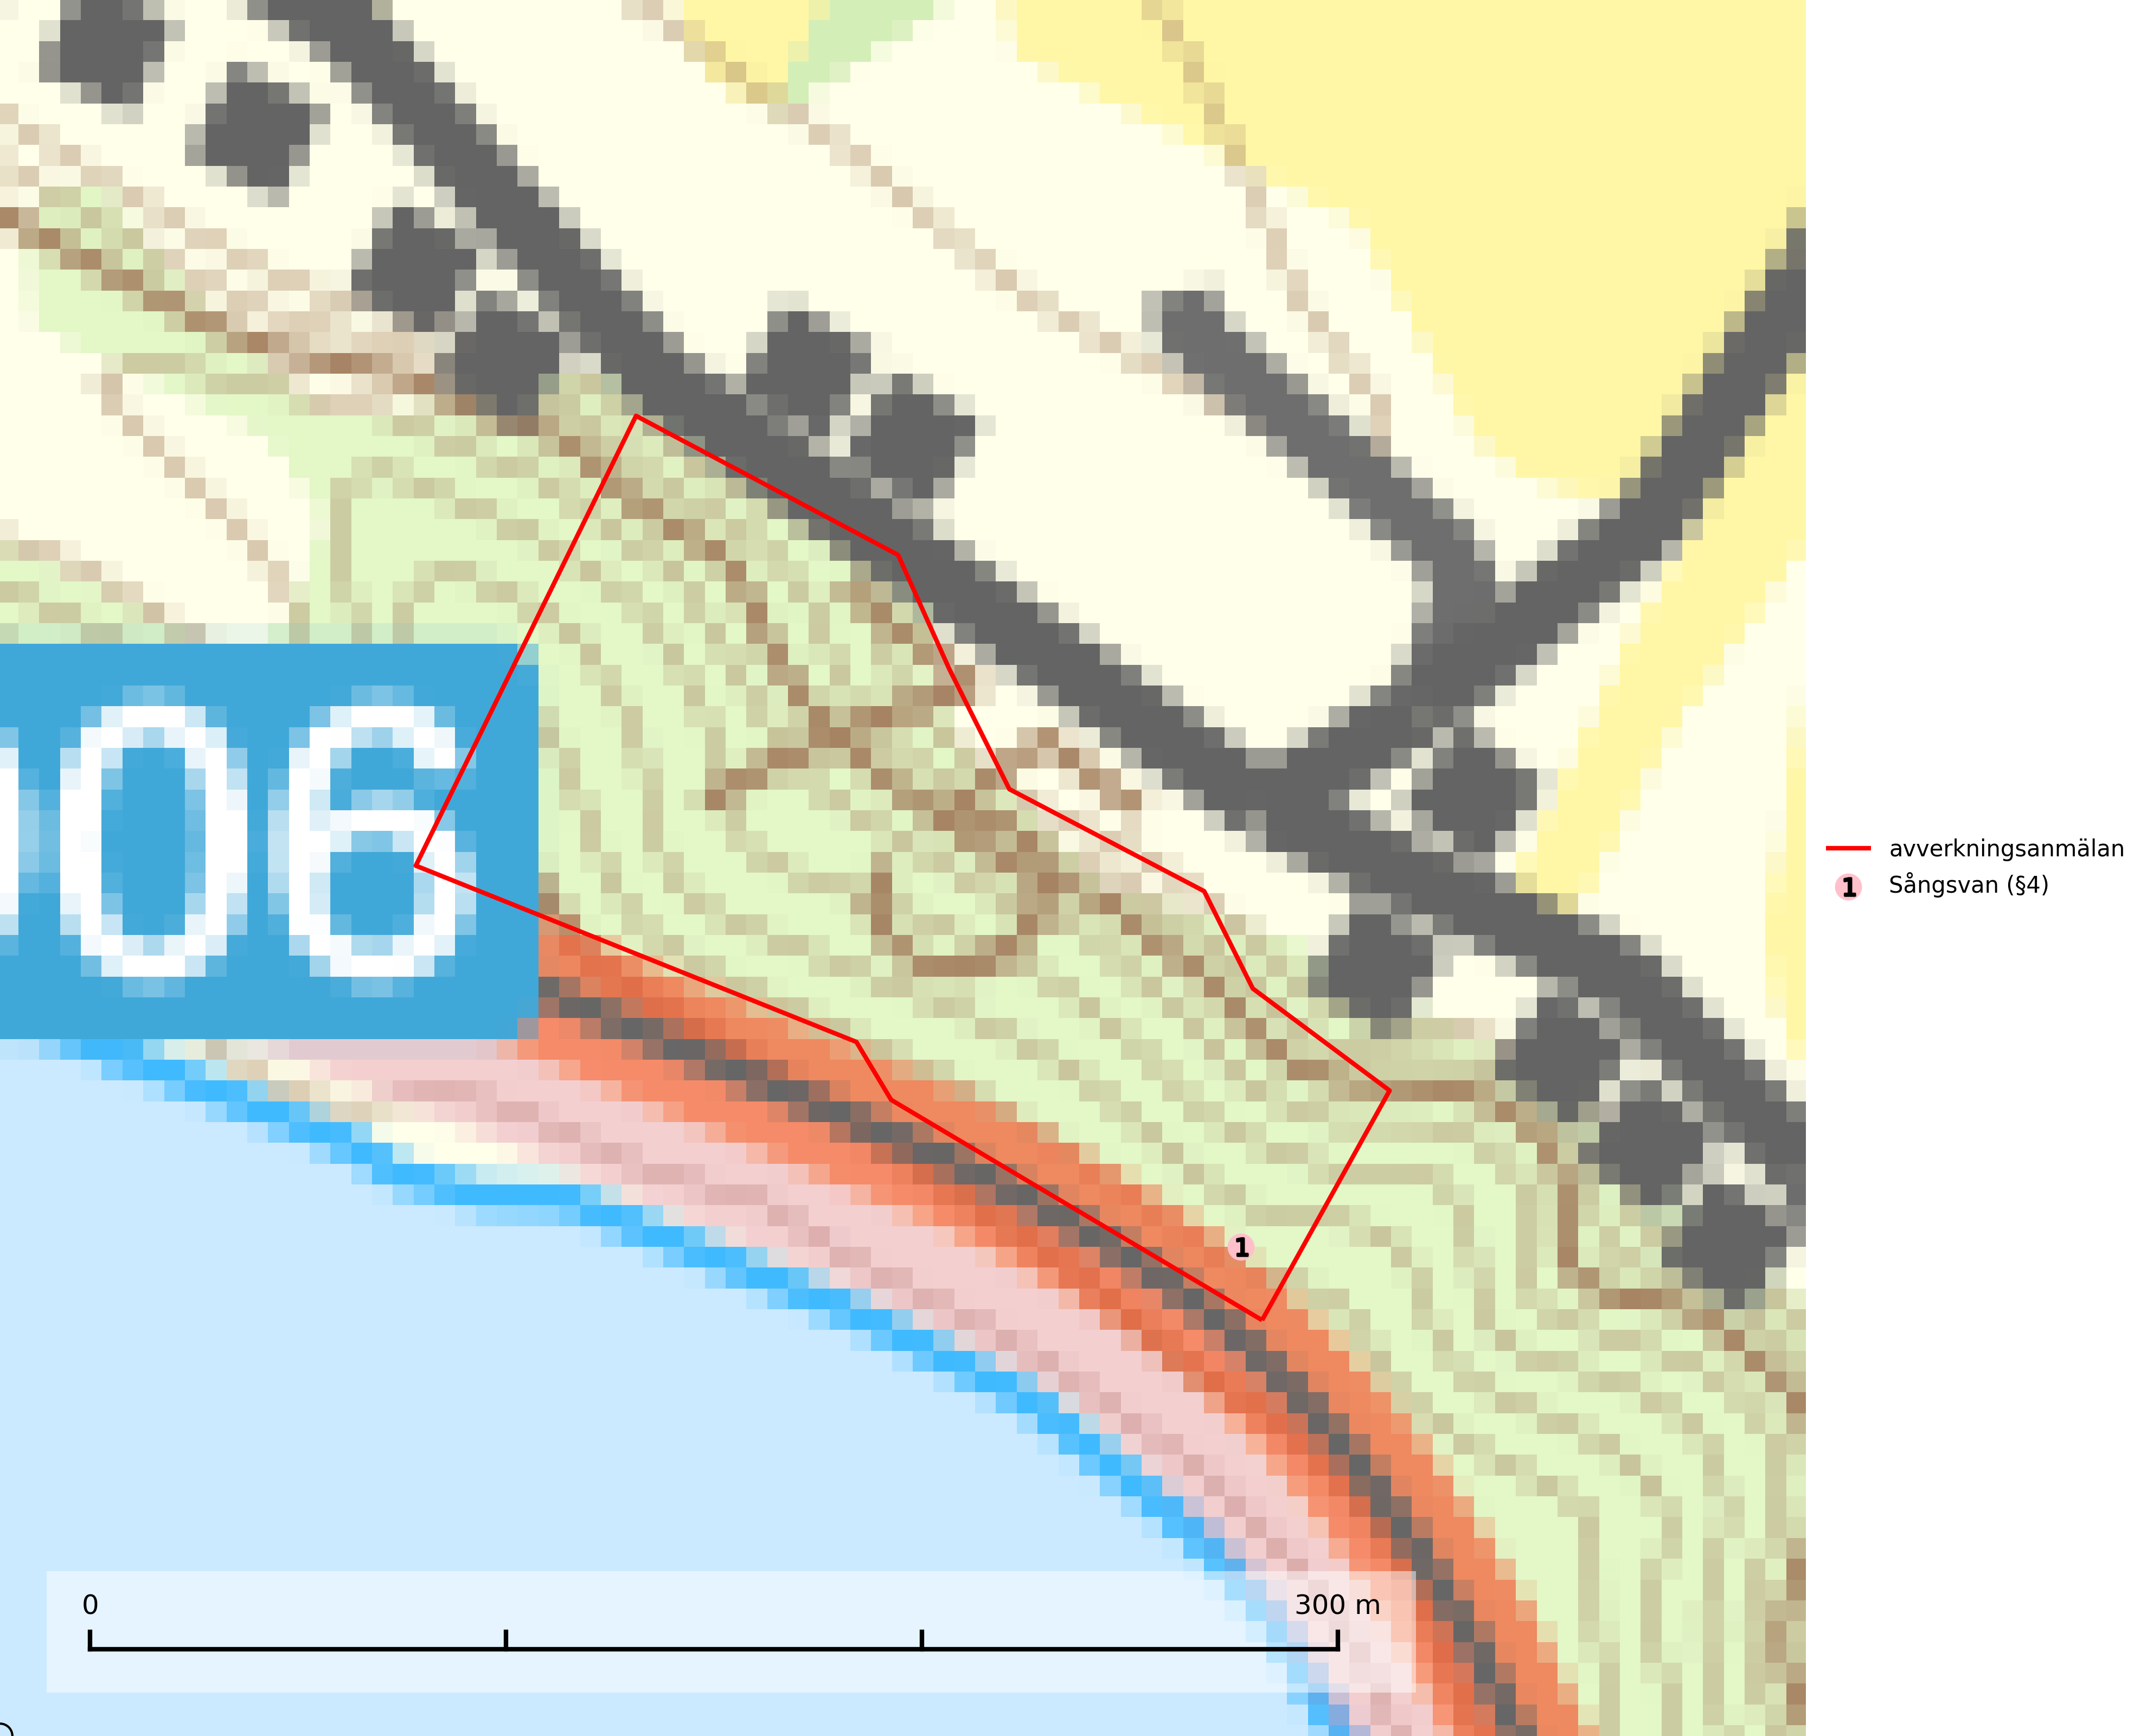 06
avverkningsanmälan
1 Sångsvan (§4)
1
0 300 m